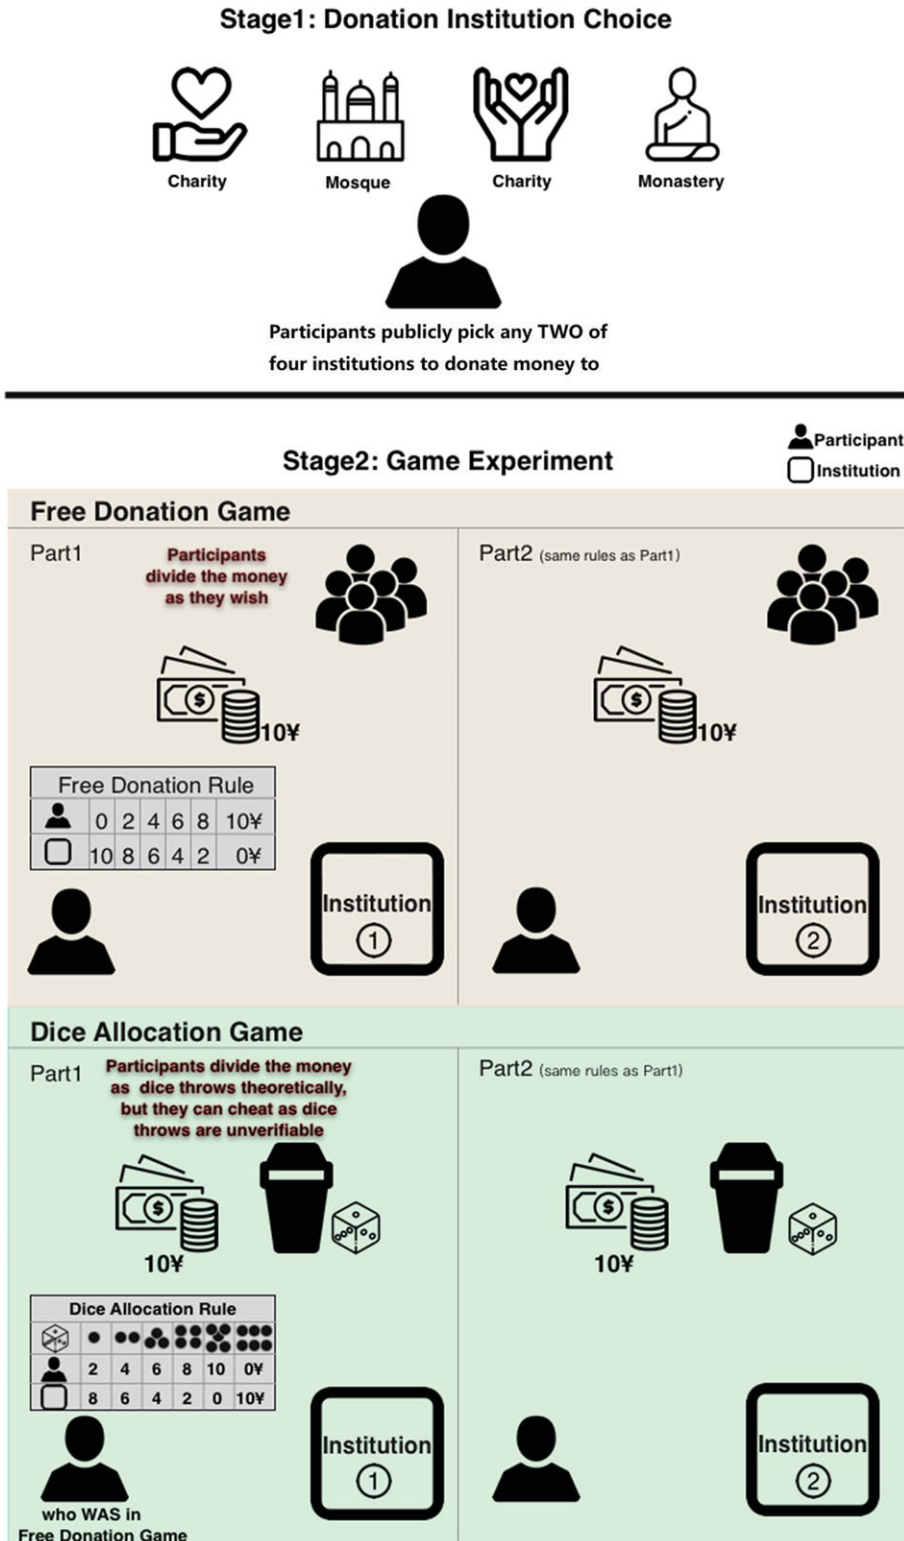 Stage1: Donation Institution Choice
Charity Mosque Charity Monastery
Participants publicly pick any TWO of
four institutions to donate money to
Stage2: Game Experiment
Participant
Institution
Free Donation Game
Part1
Participants
divide the money
as they wish
$
10¥
Free Donation Rule
0 2 4 6 8 10¥
10 8 6 4 2 0¥
Institution
1
Part2 (same rules as Part1)
$
10¥
Institution
2
Dice Allocation Game
Part1
Participants divide the money
as dice throws theoretically,
but they can cheat as dice
throws are unverifiable
$
10¥
Dice Allocation Rule
2 4 6 8 10 0¥
8 6 4 2 0 10¥
Institution
1
who WAS in
Free Donation Game
Part2 (same rules as Part1)
$
10¥
Institution
2